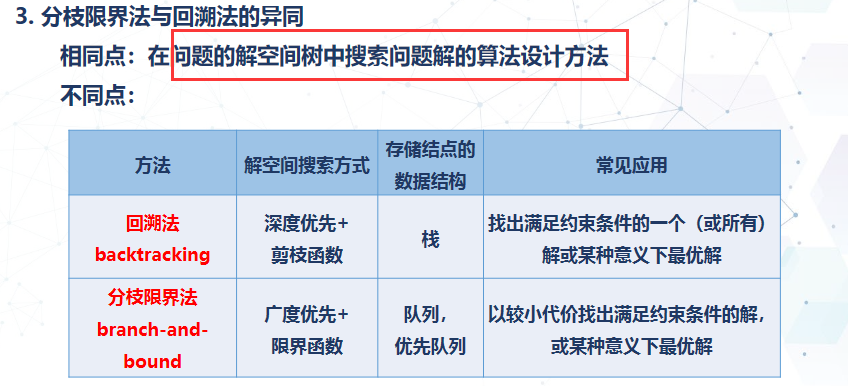 3. 分枝限界法与回溯法的异同
相同点：在问题的解空间树中搜索问题解的算法设计方法
不同点：
方法
解空间搜索方式
存储结点的
数据结构
常见应用
回溯法
backtracking
深度优先+
剪枝函数
栈
找出满足约束条件的一个（或所有）
解或某种意义下最优解
分枝限界法
branch-and-
bound
广度优先+
限界函数
队列，
优先队列
以较小代价找出满足约束条件的解，
或某种意义下最优解